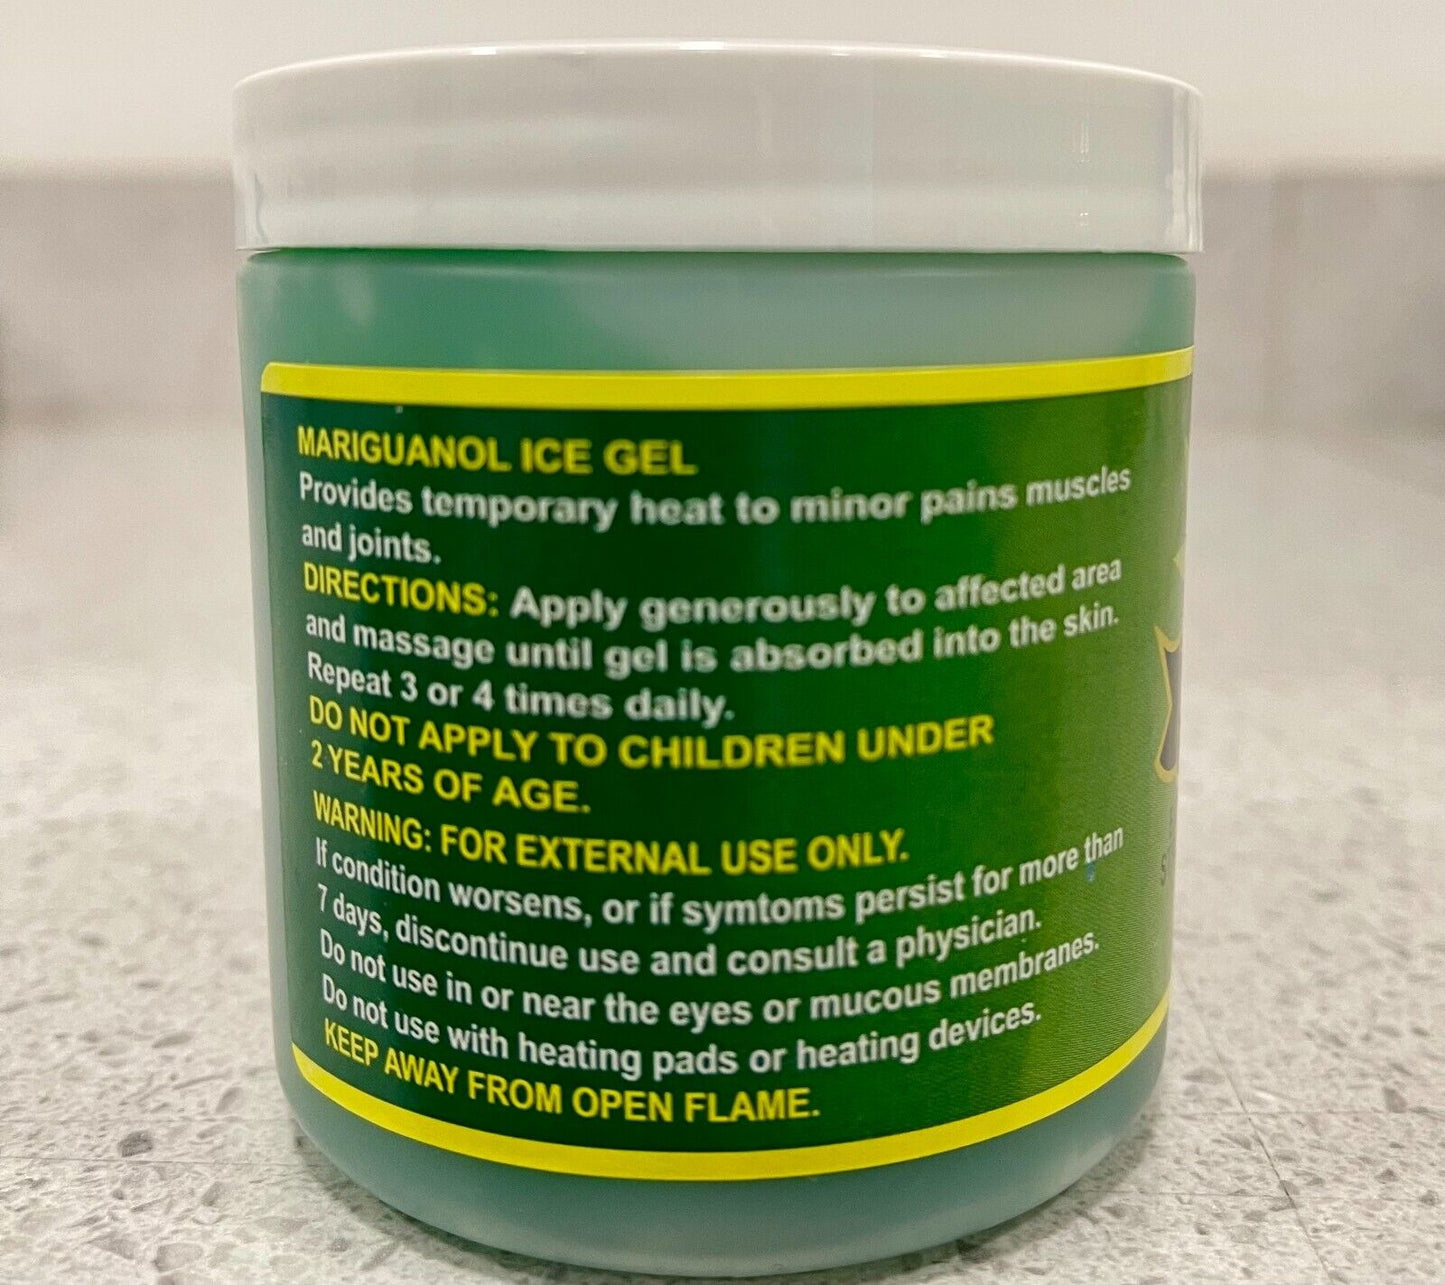 MARIGUANOL ICE GEL
Provides temporary heat to minor pains muscles
and joints.
DIRECTIONS: Apply generously to affected area
and massage until gel is absorbed into the skin.
Repeat 3 or 4 times daily.
DO NOT APPLY TO CHILDREN UNDER
2 YEARS OF AGE.
WARNING: FOR EXTERNAL USE ONLY.
If condition worsens, or if symtoms persist for more than
7 days, discontinue use and consult a physician.
Do not use in or near the eyes or mucous membranes.
Do not use with heating pads or heating devices.
KEEP AWAY FROM OPEN FLAME.